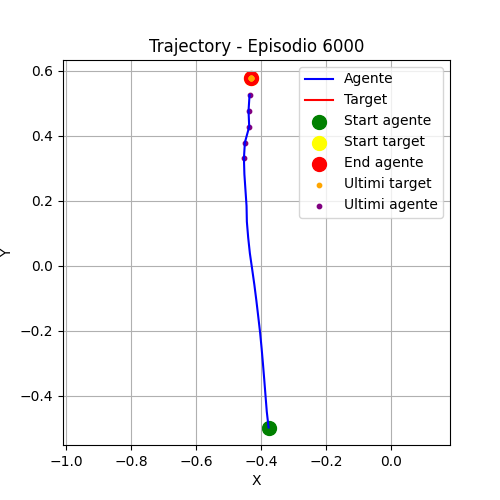 Trajectory - Episodio 6000
0.6
0.4
0.2
0.0
−0.2
−0.4
Y
Agente
Target
Start agente
Start target
End agente
Ultimi target
Ultimi agente
−1.0
−0.8
−0.6
−0.4
−0.2
0.0
X